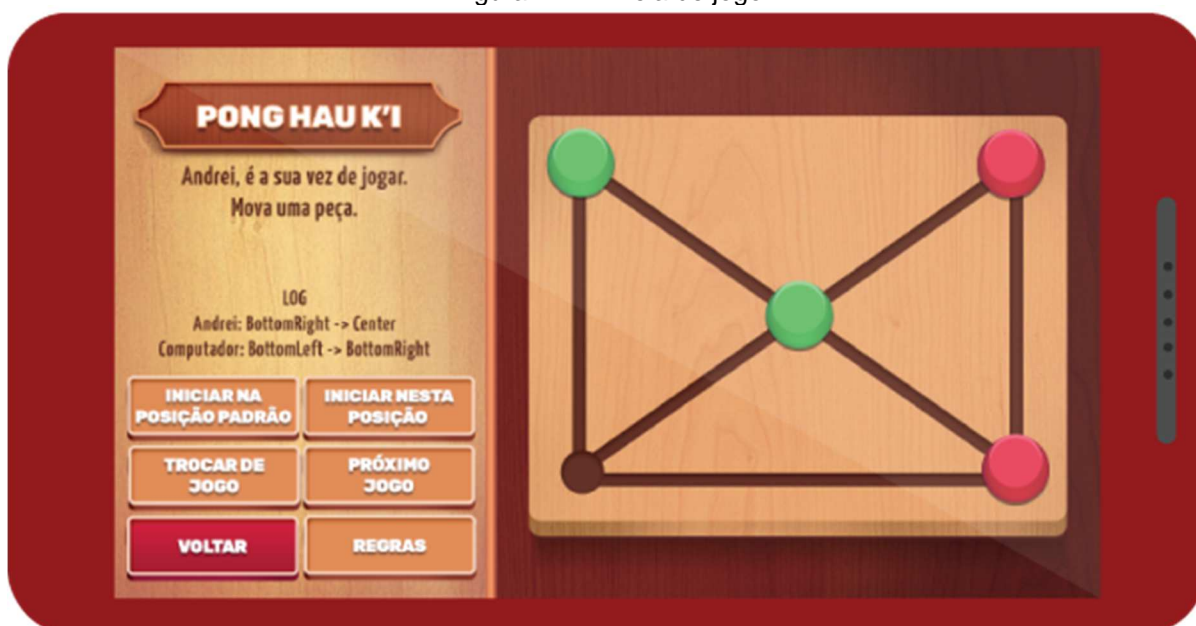 PONG HAU K'I
Andrei, é a sua vez de jogar.
Mova uma peça.
LOG
Andrei: BottomRight -> Center
Computador: BottomLeft -> BottomRight
INICIAR NA
POSIÇÃO PADRÃO
INICIAR NESTA
POSIÇÃO
TROCAR DE
JOGO
PRÓXIMO
JOGO
VOLTAR
REGRAS